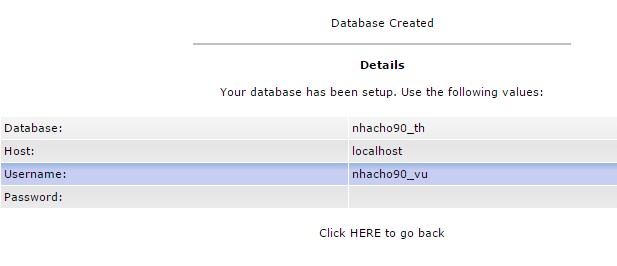 Database Created
Details
Your database has been setup. Use the following values:
Database: nhacho90_th
Host: localhost
Username: nhacho90_vu
Password:
Click HERE to go back